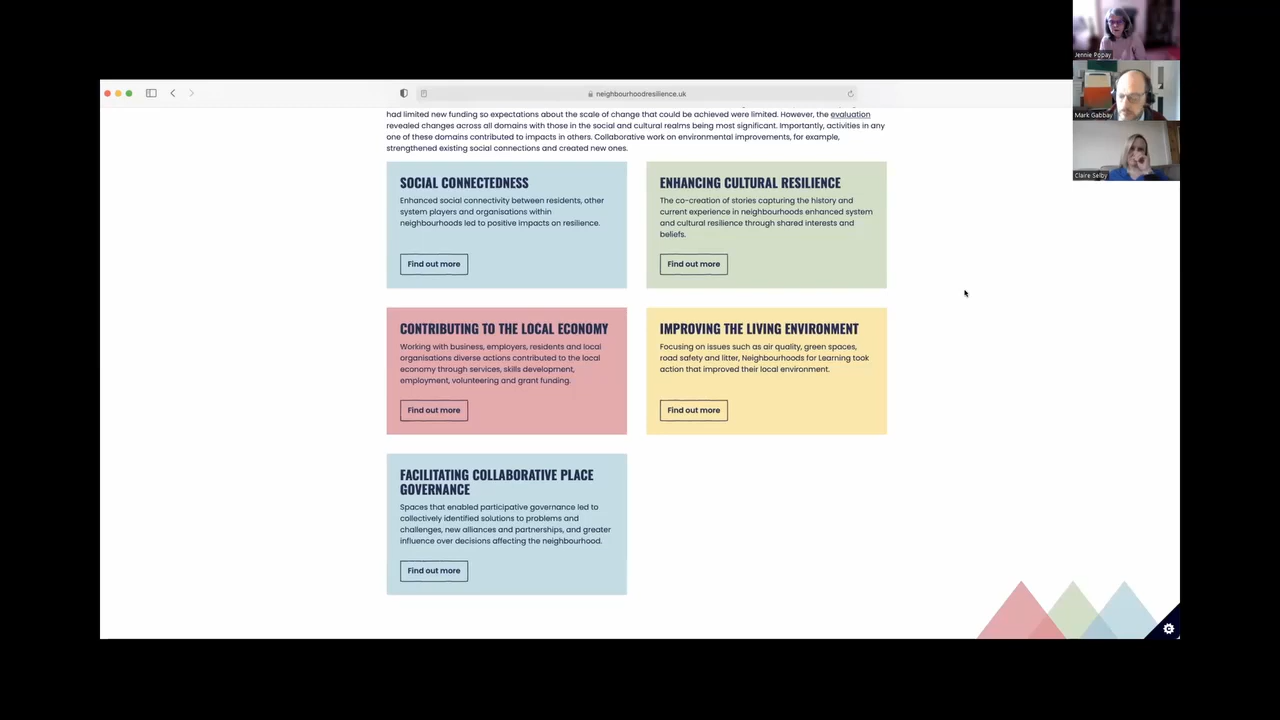 Jennie Popay
Mark Gabbay
Claire Selby
neighbourhoodresilience.uk
had limited new funding so expectations about the scale of change that could be achieved were limited. However, the evaluation
revealed changes across all domains with those in the social and cultural realms being most significant. Importantly, activities in any
one of these domains contributed to impacts in others. Collaborative work on environmental improvements, for example,
strengthened existing social connections and created new ones.
SOCIAL CONNECTEDNESS
Enhanced social connectivity between residents, other
system players and organisations within
neighbourhoods led to positive impacts on resilience.
Find out more
ENHANCING CULTURAL RESILIENCE
The co-creation of stories capturing the history and
current experience in neighbourhoods enhanced system
and cultural resilience through shared interests and
beliefs.
Find out more
CONTRIBUTING TO THE LOCAL ECONOMY
Working with business, employers, residents and local
organisations diverse actions contributed to the local
economy through services, skills development,
employment, volunteering and grant funding.
Find out more
IMPROVING THE LIVING ENVIRONMENT
Focusing on issues such as air quality, green spaces,
road safety and litter, Neighbourhoods for Learning took
action that improved their local environment.
Find out more
FACILITATING COLLABORATIVE PLACE
GOVERNANCE
Spaces that enabled participative governance led to
collectively identified solutions to problems and
challenges, new alliances and partnerships, and greater
influence over decisions affecting the neighbourhood.
Find out more